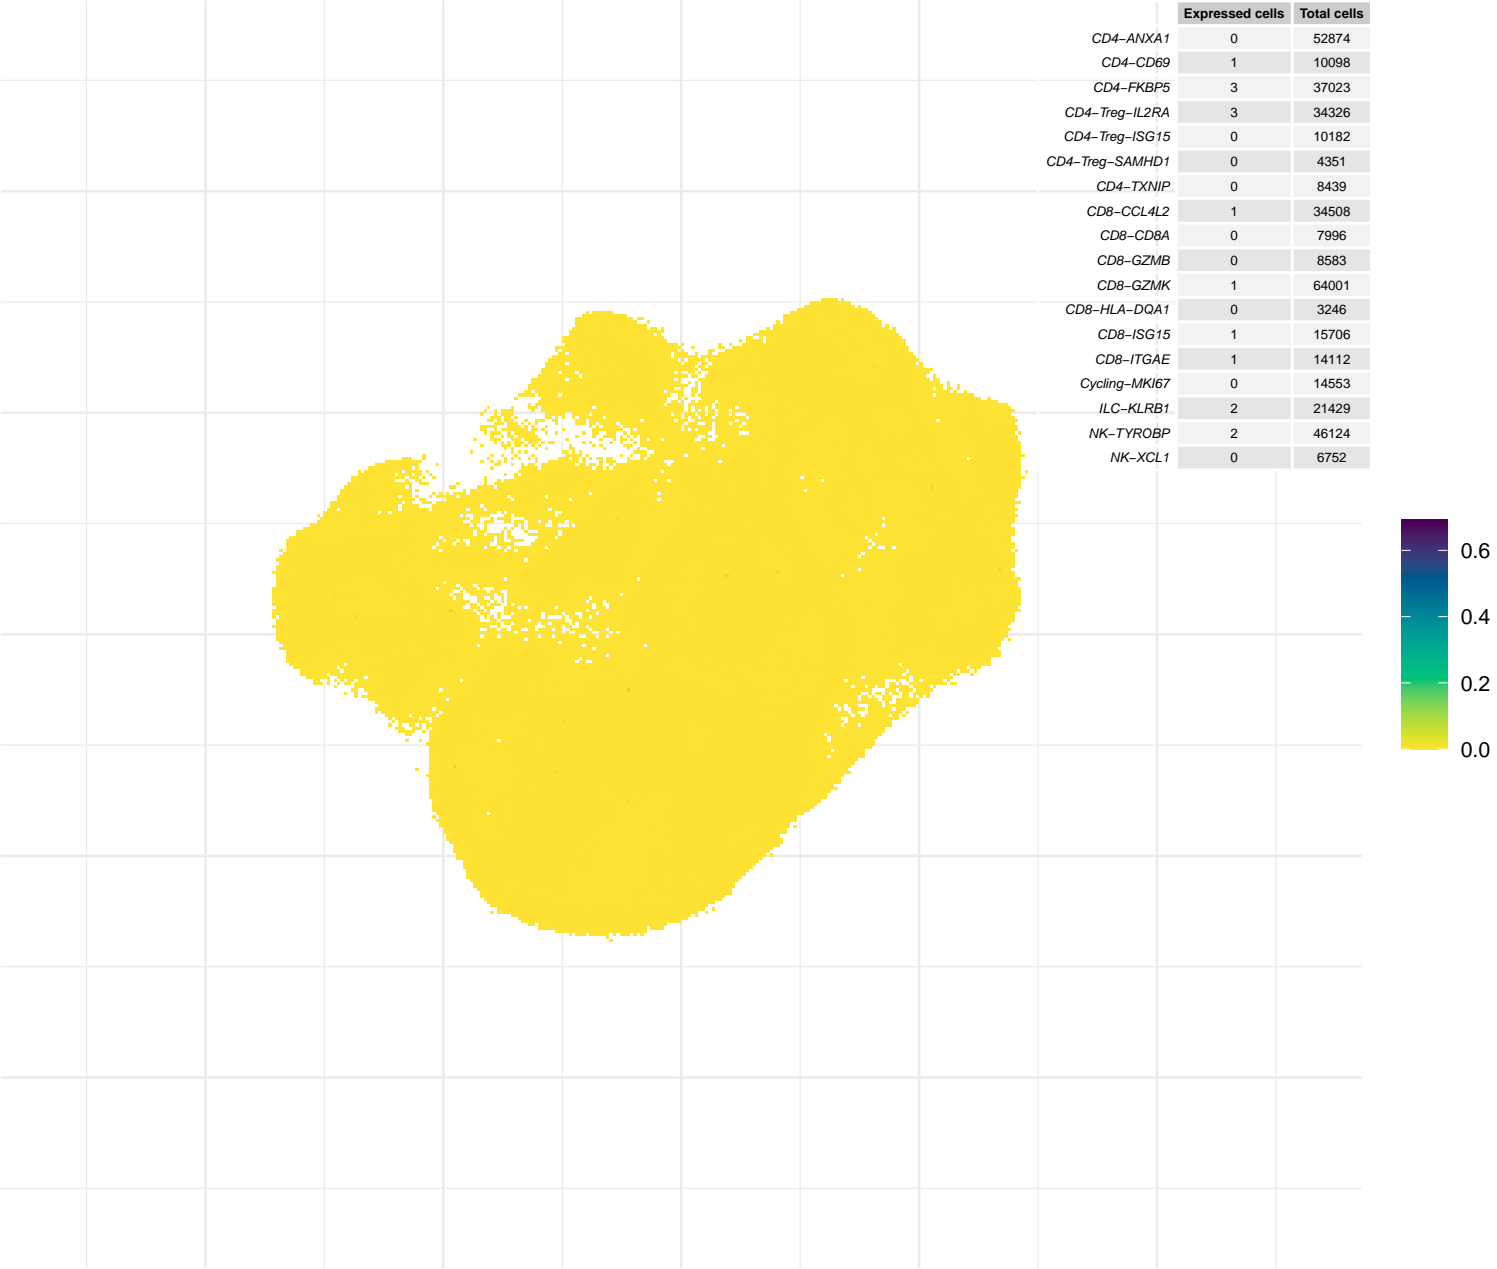 Expressed cells Total cells
CD4−ANXA1 0 52874
CD4−CD69 1 10098
CD4−FKBP5 3 37023
CD4−Treg−IL2RA 3 34326
CD4−Treg−ISG15 0 10182
CD4−Treg−SAMHD1 0 4351
CD4−TXNIP 0 8439
CD8−CCL4L2 1 34508
CD8−CD8A 0 7996
CD8−GZMB 0 8583
CD8−GZMK 1 64001
CD8−HLA−DQA1 0 3246
CD8−ISG15 1 15706
CD8−ITGAE 1 14112
Cycling−MKI67 0 14553
ILC−KLRB1 2 21429
NK−TYROBP 2 46124
NK−XCL1 0 6752
0.6
0.4
0.2
0.0